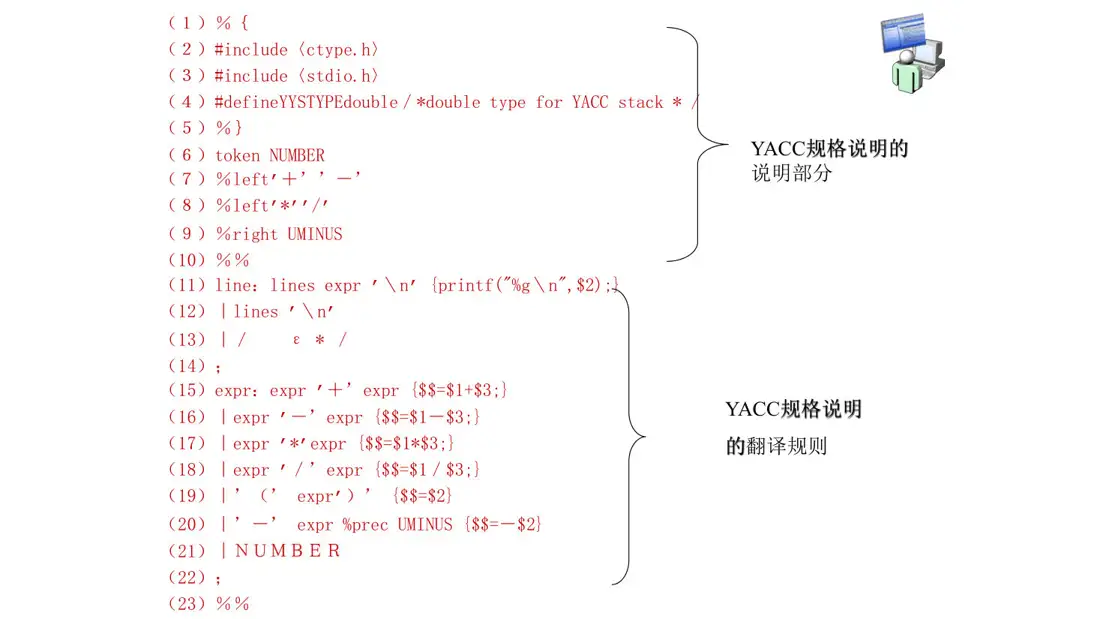 （１）％｛
（２）#include〈ctype.h〉
（３）#include〈stdio.h〉
（４）#defineYYSTYPEdouble／*double type for YACC stack * /
（５）％}
（６）token NUMBER
（７）％left′＋’’－’
（８）％left′*′′/′
（９）％right UMINUS
（10）％％
（11）line：lines expr ′＼n′ {printf("%g＼n",$2);}
（12）｜lines ′＼n′
（13）｜/ ε * /
（14）；
（15）expr：expr ′＋’expr {$$=$1+$3;}
（16）｜expr ′－’expr {$$=$1－$3;}
（17）｜expr ′*′expr {$$=$1*$3;}
（18）｜expr ′／’expr {$$=$1／$3;}
（19）｜’（’ expr′）’ {$$=$2}
（20）｜’－’ expr %prec UMINUS {$$=－$2}
（21）｜ＮＵＭＢＥＲ
（22）；
（23）％％
YACC规格说明的
说明部分
YACC规格说明
的翻译规则